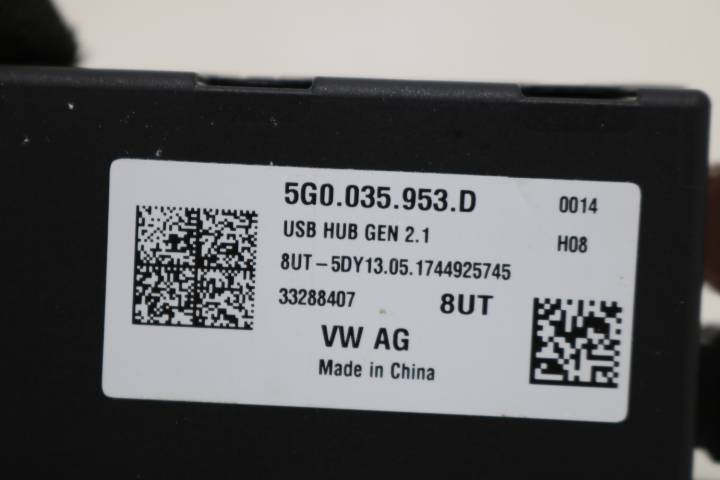 5G0.035.953.D 0014
USB HUB GEN 2.1 H08
8UT-5DY13.05.1744925745
33288407 8UT
VW AG
Made in China